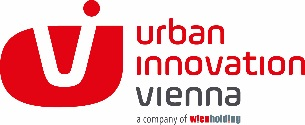 urban
innovation
vienna
a company of wienholding